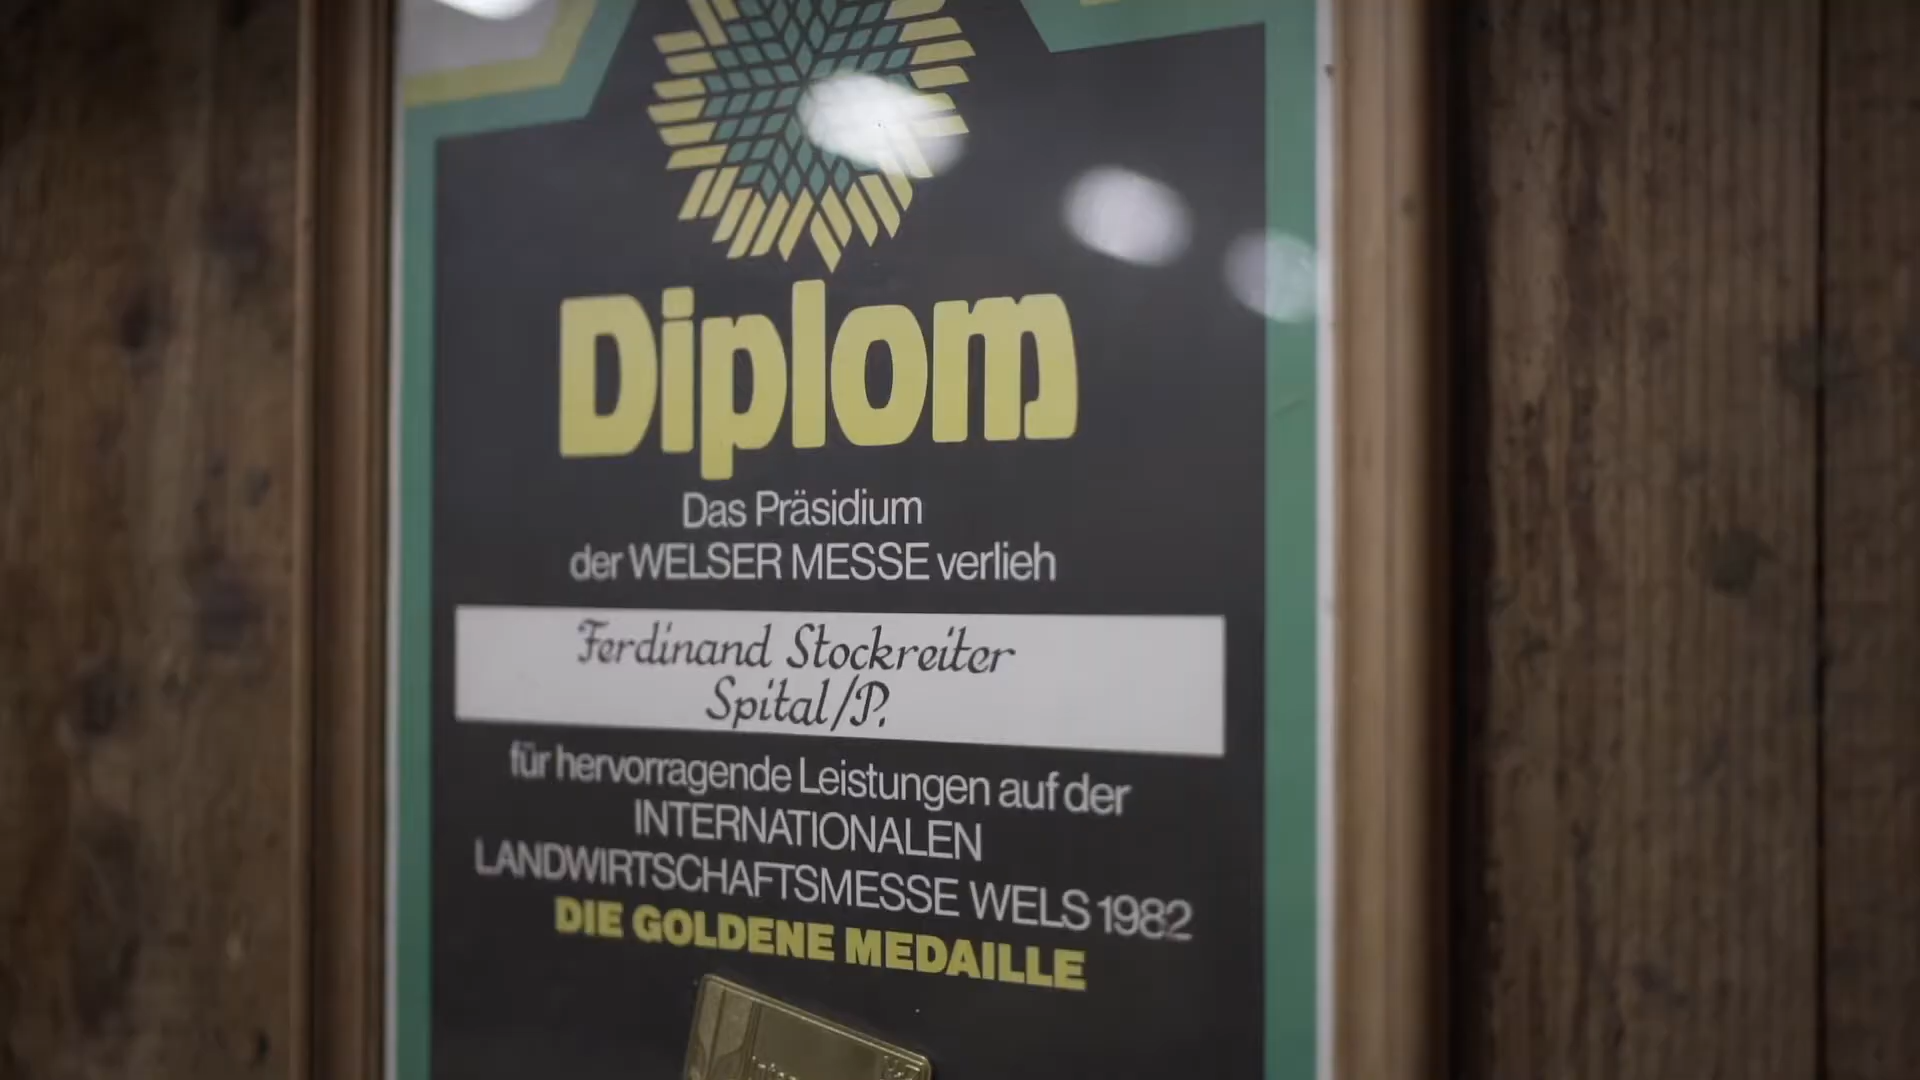 Diplom
Das Präsidium
der WELSER MESSE verlieh
Ferdinand Stockreiter
Spital/P.
für hervorragende Leistungen auf der
INTERNATIONALEN
LANDWIRTSCHAFTSMESSE WELS 1982
DIE GOLDENE MEDAILLE